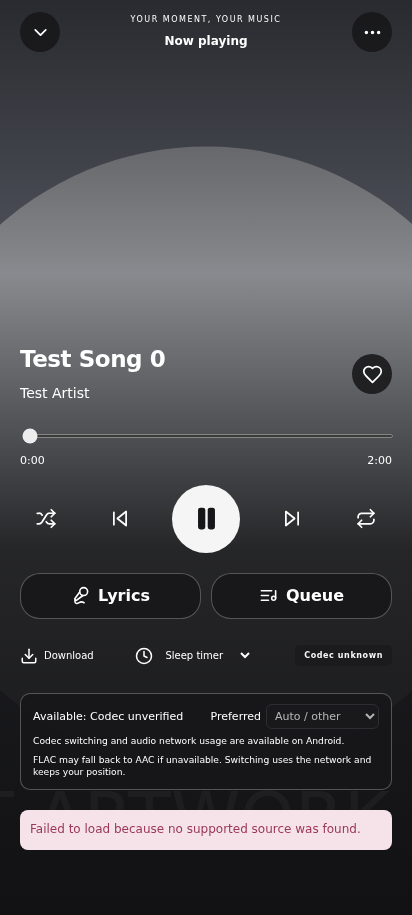 YOUR MOMENT, YOUR MUSIC
Now playing
Test Song 0
Test Artist
0:00
2:00
Lyrics
Queue
Download
Sleep timer
Codec unknown
Available: Codec unverified
Preferred
Auto / other
Codec switching and audio network usage are available on Android.
FLAC may fall back to AAC if unavailable. Switching uses the network and
keeps your position.
T ARTWORK
Failed to load because no supported source was found.